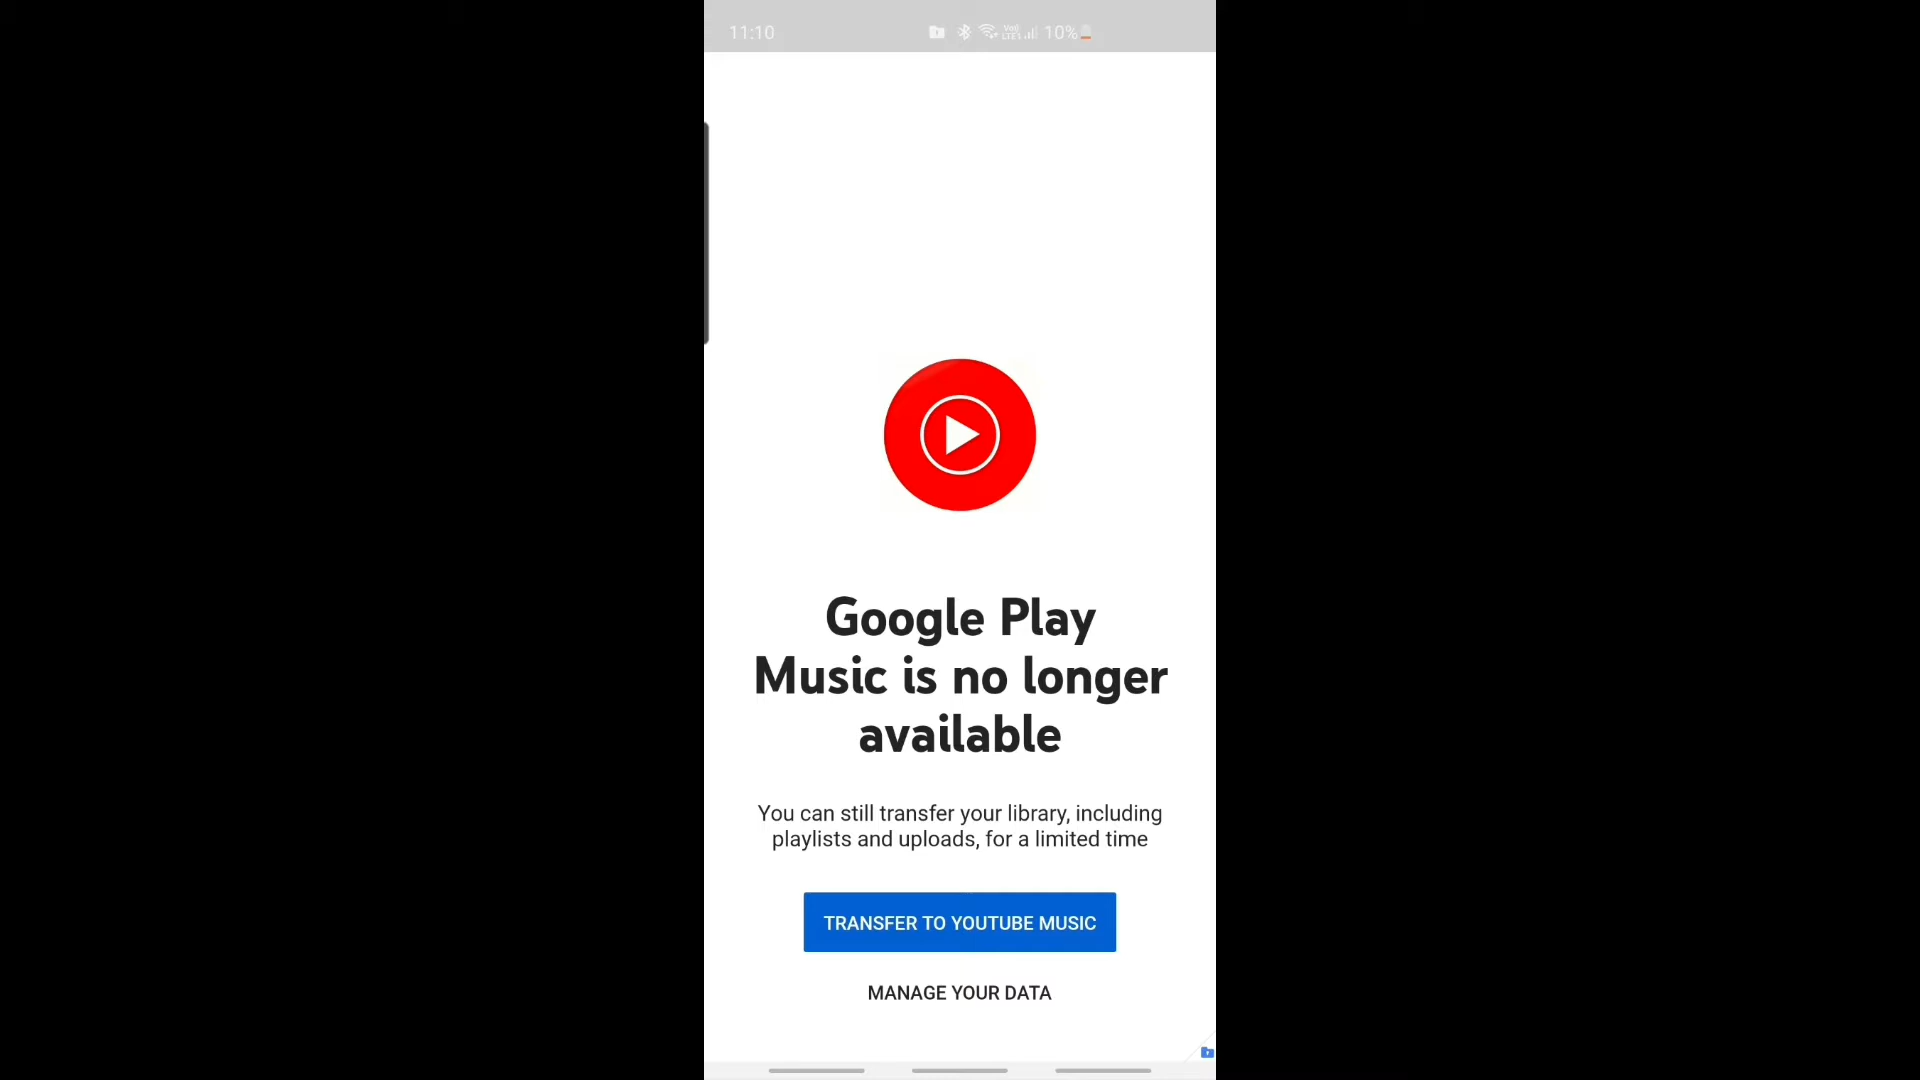 11:10 10%
Google Play
Music is no longer
available
You can still transfer your library, including
playlists and uploads, for a limited time
TRANSFER TO YOUTUBE MUSIC
MANAGE YOUR DATA